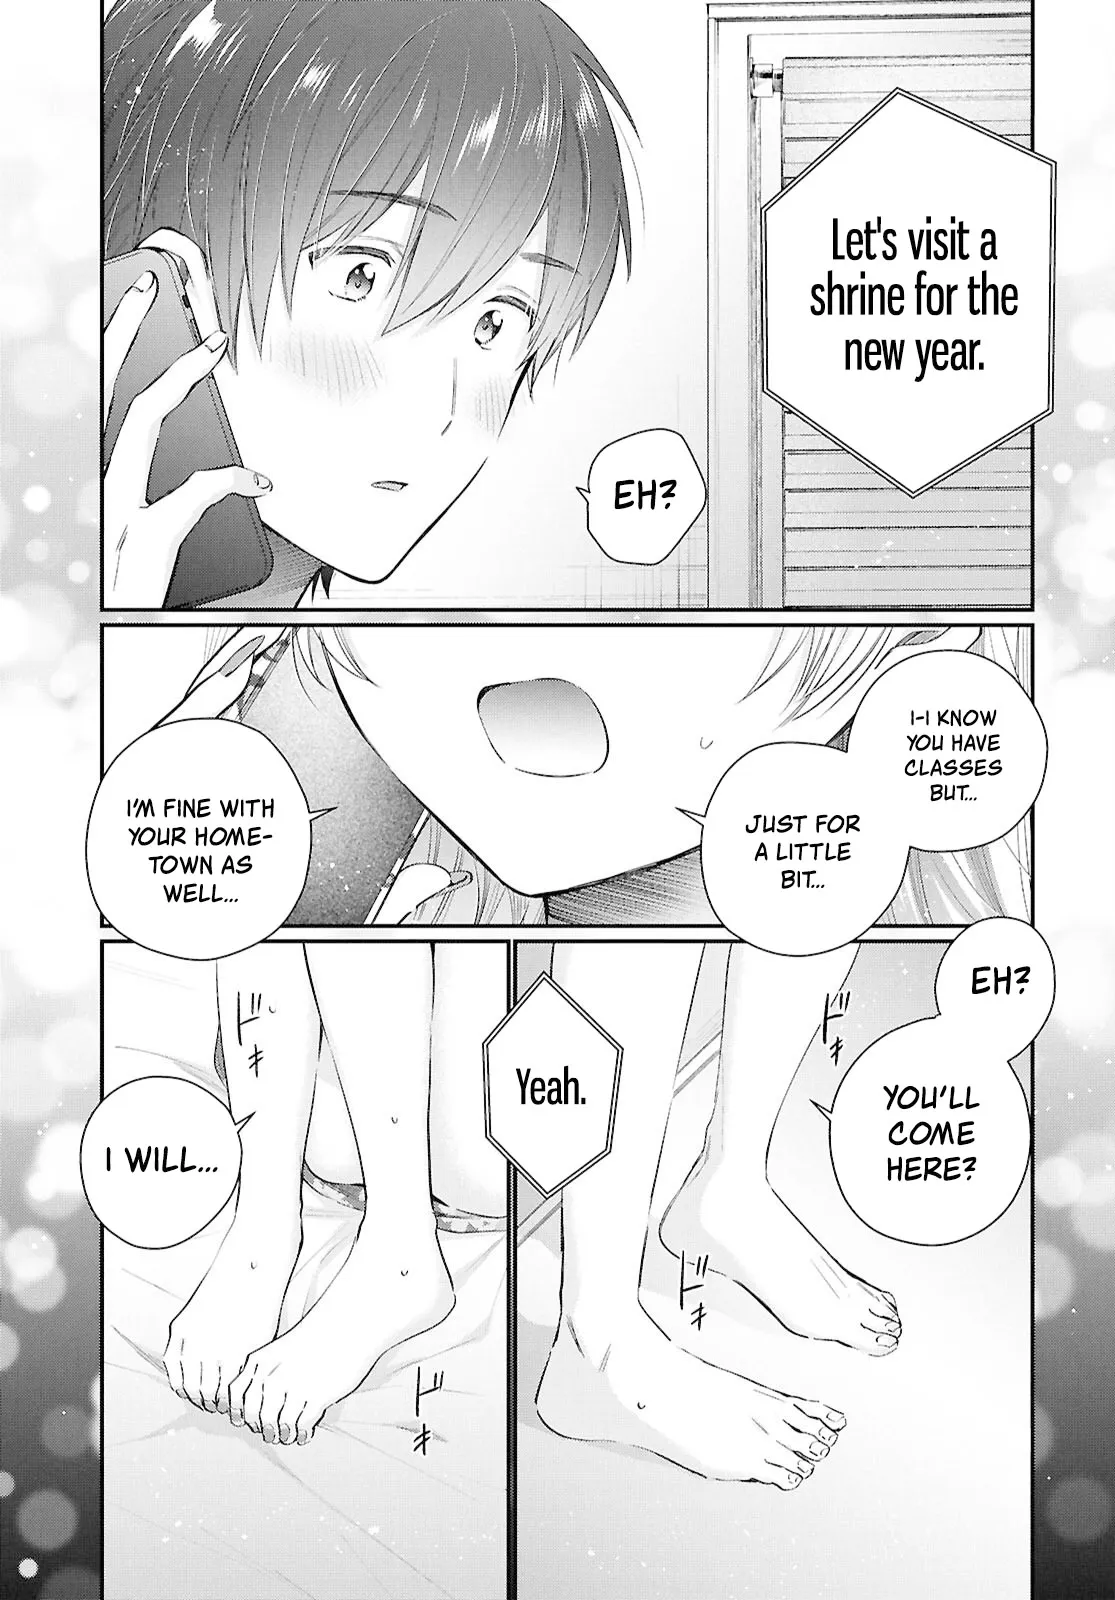 Let's visit a
shrine for the
new year.
EH?
I-I KNOW
YOU HAVE
CLASSES
BUT...
JUST FOR
A LITTLE
BIT...
I'M FINE WITH
YOUR HOME-
TOWN AS
WELL...
EH?
YOU'LL
COME
HERE?
ドキ
ドキ
Yeah.
ドキ
I WILL...
ドキ